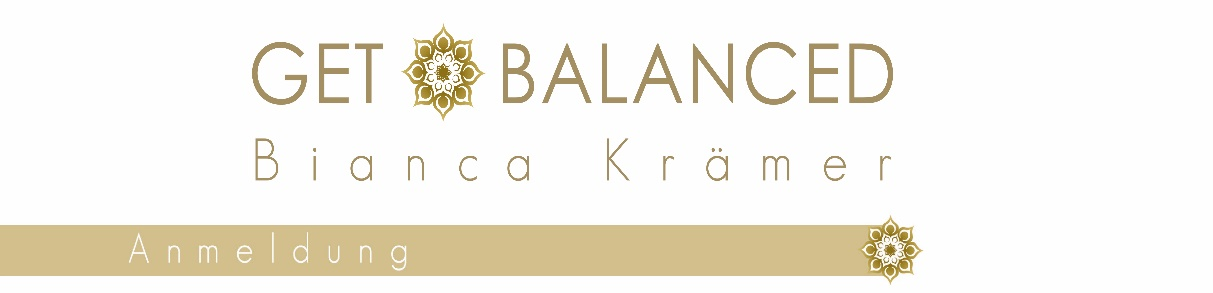 GET BALANCED
Bianca Krämer
Anmeldung